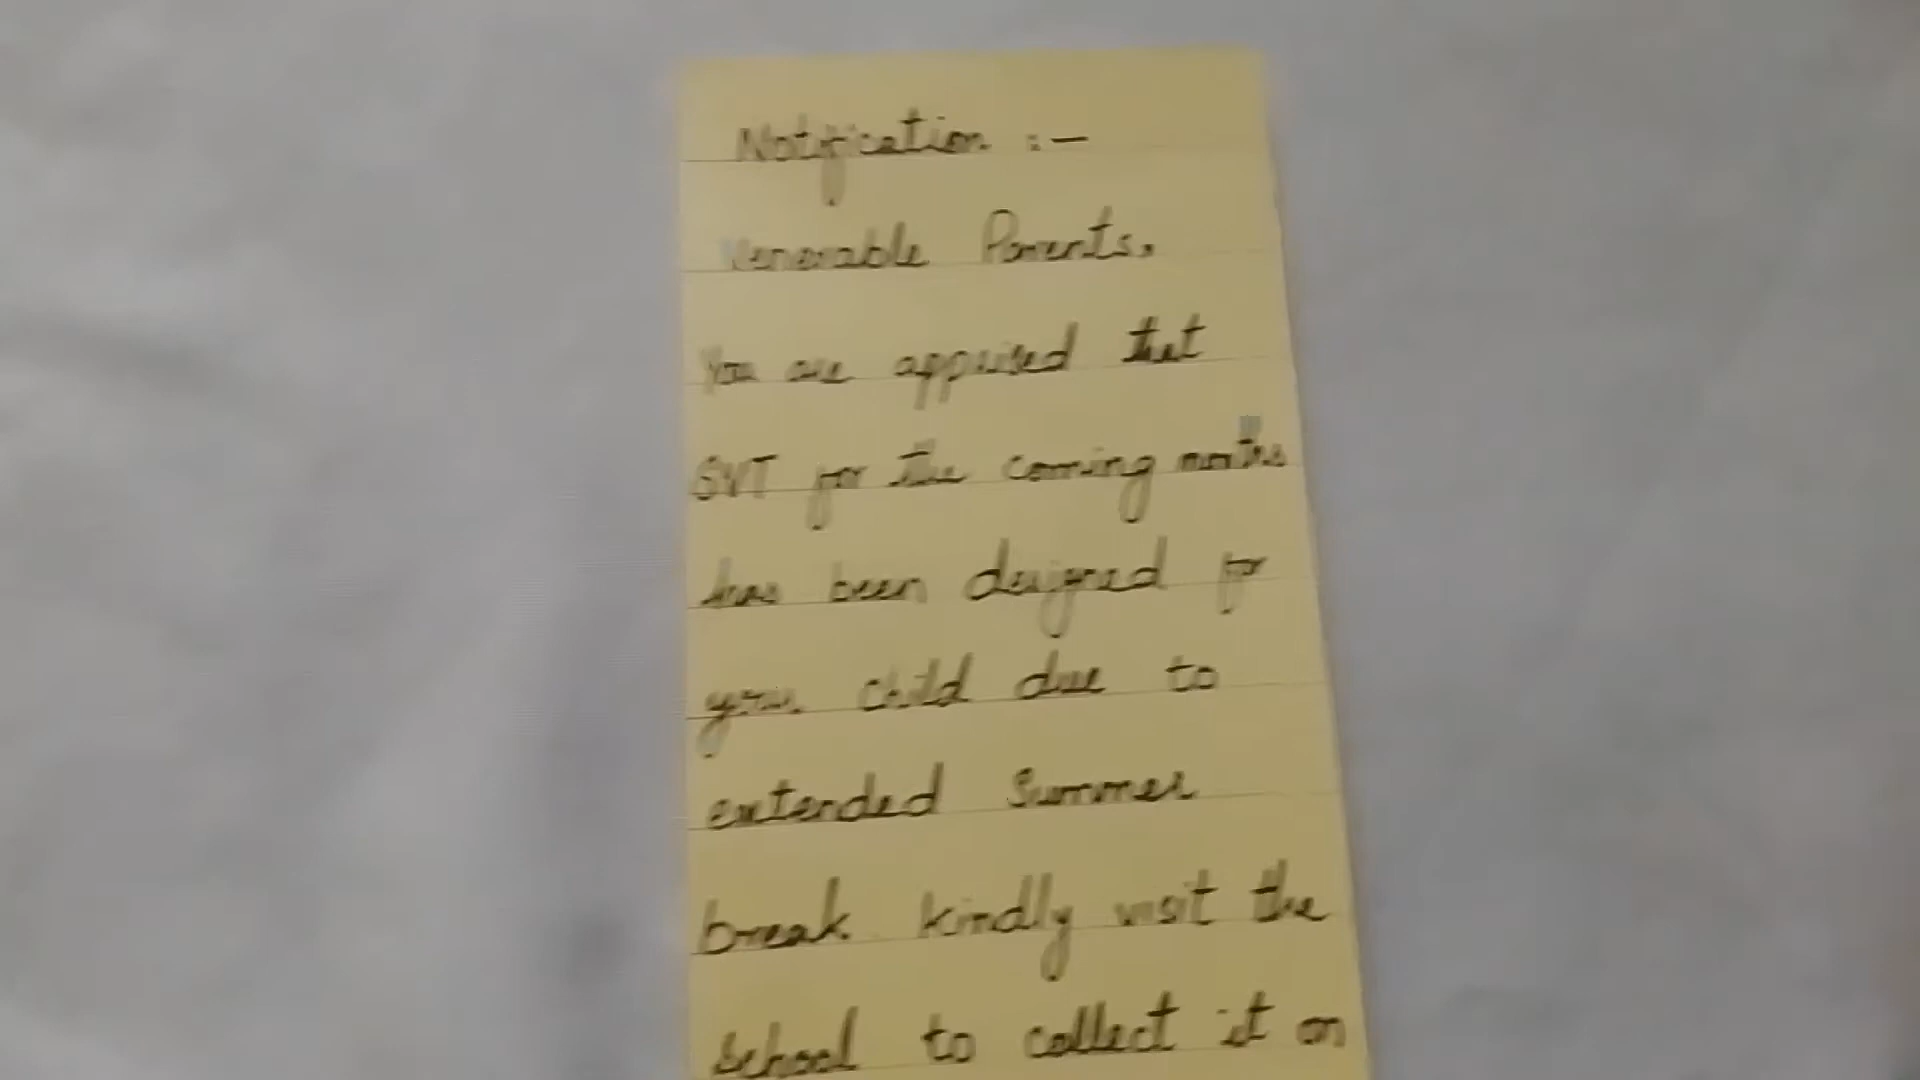 Notification :-
Venerable Parents,
You are apprised that
SVT for the coming months
has been designed for
your child due to
extended Summer
break kindly visit the
school to collect it on